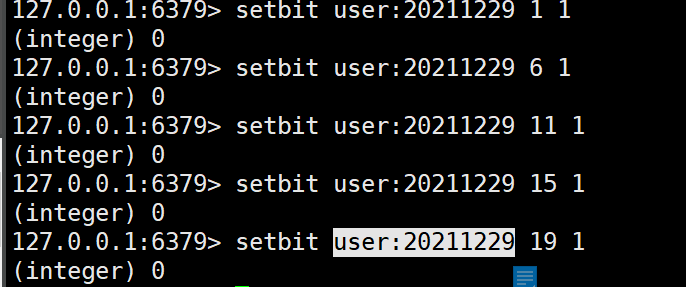 127.0.0.1:6379> setbit user:20211229 1 1
(integer) 0
127.0.0.1:6379> setbit user:20211229 6 1
(integer) 0
127.0.0.1:6379> setbit user:20211229 11 1
(integer) 0
127.0.0.1:6379> setbit user:20211229 15 1
(integer) 0
127.0.0.1:6379> setbit user:20211229 19 1
(integer) 0